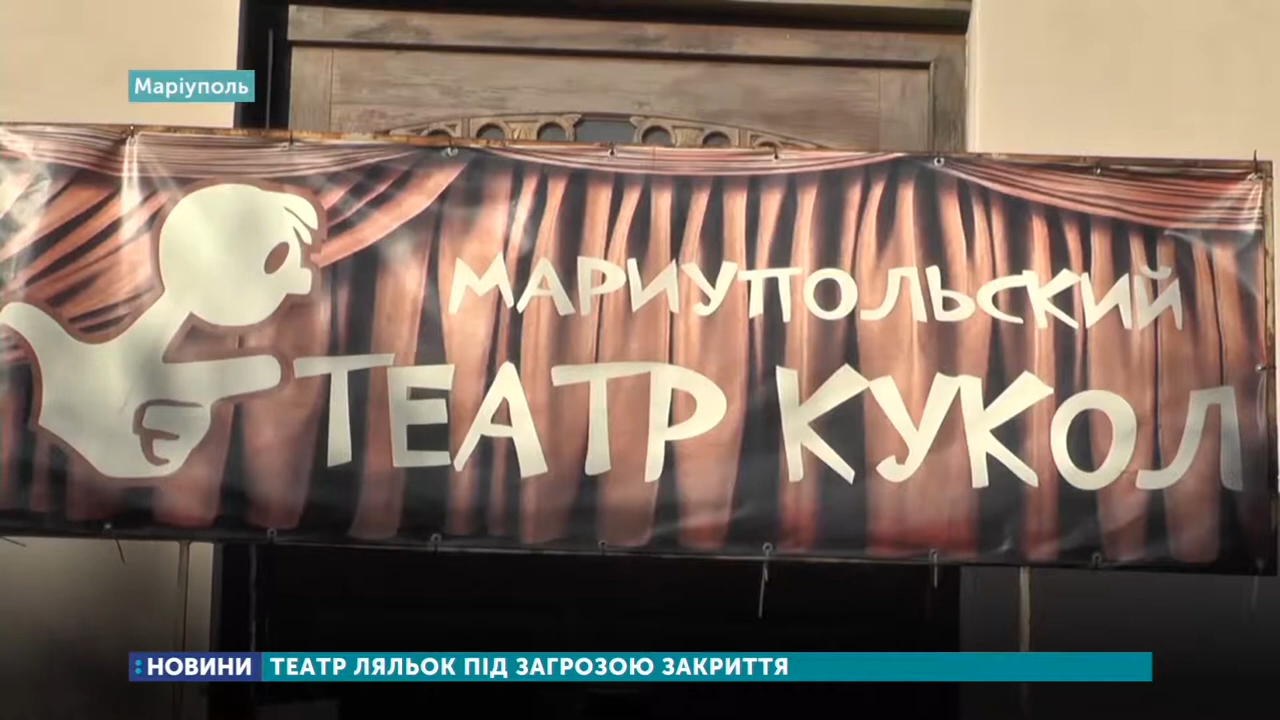 Маріуполь
МАРИУПОЛЬСКИЙ
ТЕАТР КУКОЛ
:НОВИНИ ТЕАТР ЛЯЛЬОК ПІД ЗАГРОЗОЮ ЗАКРИТТЯ